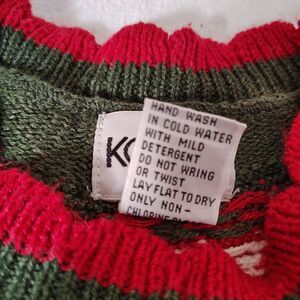 HAND WASH
IN COLD WATER
WITH MILD
DETERGENT
DO NOT WRING
OR TWIST
LAY FLAT TO DRY
ONLY NON-
CHLORINE